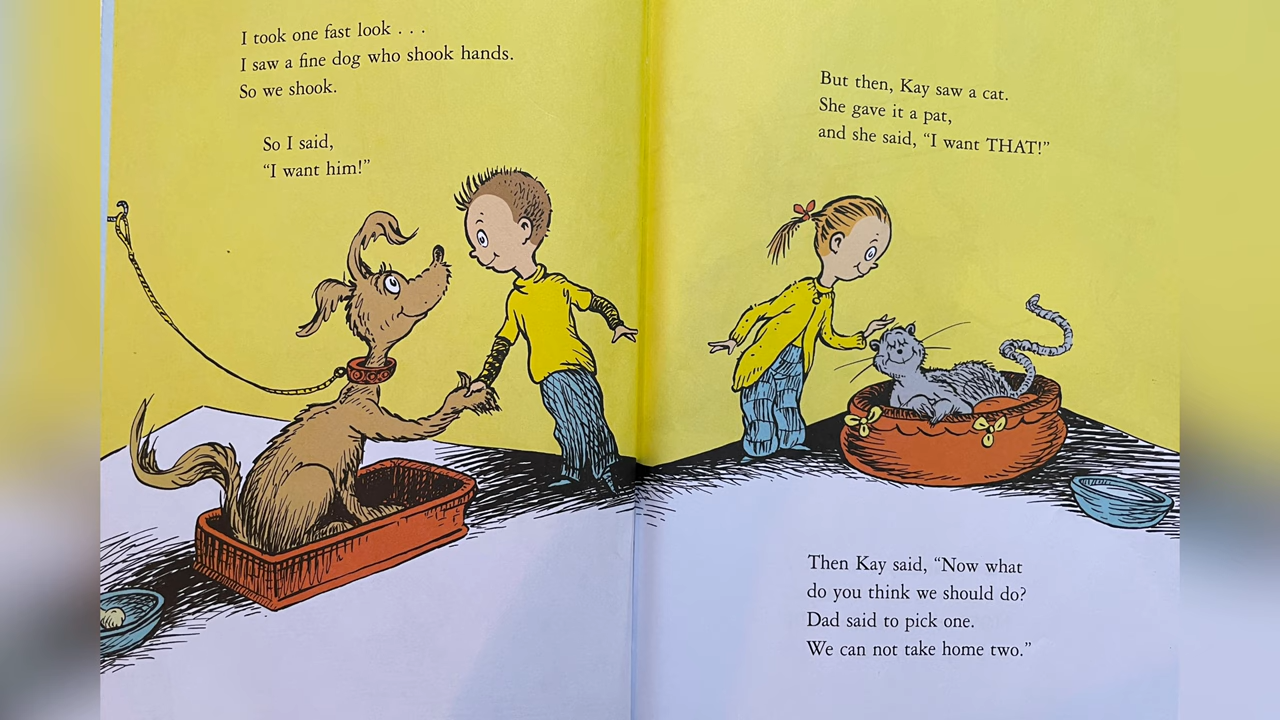 I took one fast look . . .
I saw a fine dog who shook hands.
So we shook.
So I said,
“I want him!”
But then, Kay saw a cat.
She gave it a pat,
and she said, “I want THAT!”
Then Kay said, “Now what
do you think we should do?
Dad said to pick one.
We can not take home two.”